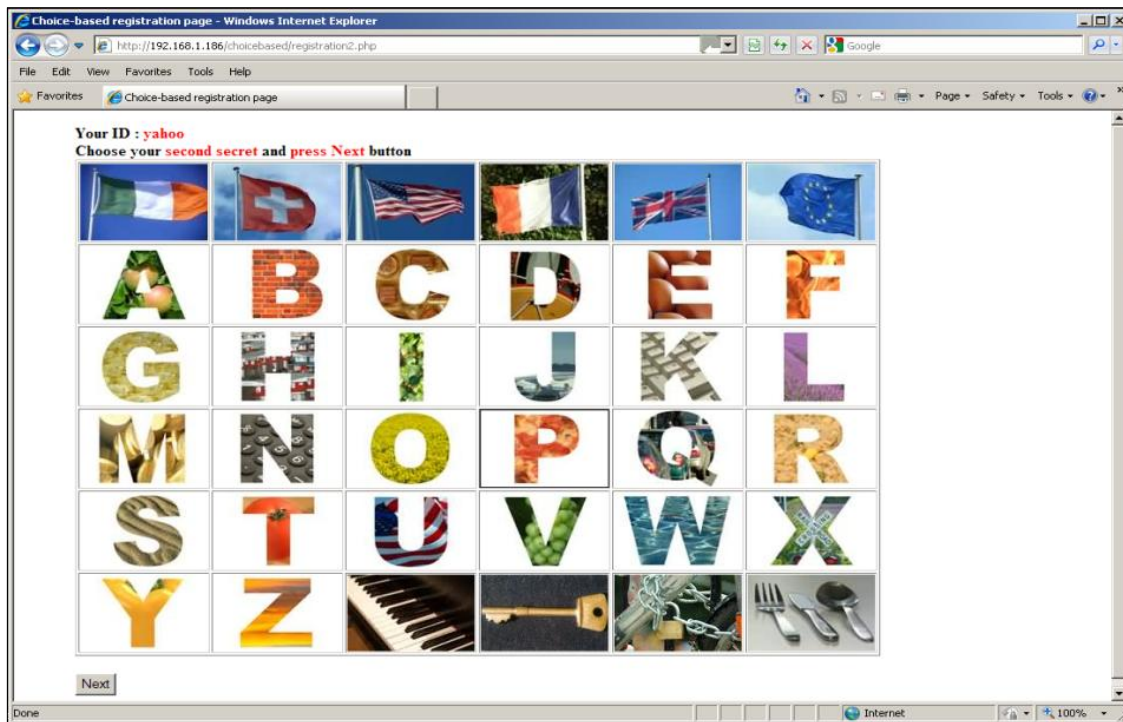 Choice-based registration page - Windows Internet Explorer
http://192.168.1.186/choicebased/registration2.php
Google
File Edit View Favorites Tools Help
Favorites Choice-based registration page Page Safety Tools
Your ID : yahoo
Choose your second secret and press Next button
A B C D E F
G H I J K L
M N O P Q R
S T U V W X
Y Z
Next
Done Internet 100%